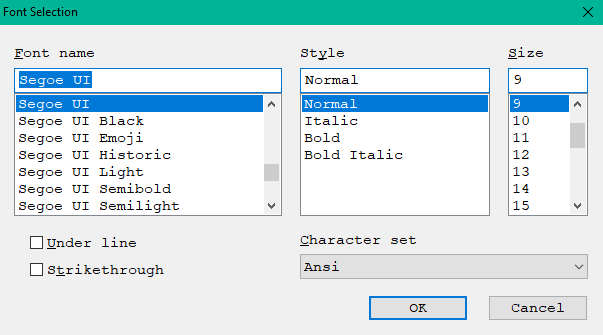 Font Selection
Font name
Style
Size
Segoe UI
Normal
9
Segoe UI
Normal
9
Segoe UI Black
Italic
10
Segoe UI Emoji
Bold
11
Segoe UI Historic
Bold Italic
12
Segoe UI Light
13
Segoe UI Semibold
14
Segoe UI Semilight
15
Under line
Character set
Strikethrough
Ansi
OK
Cancel